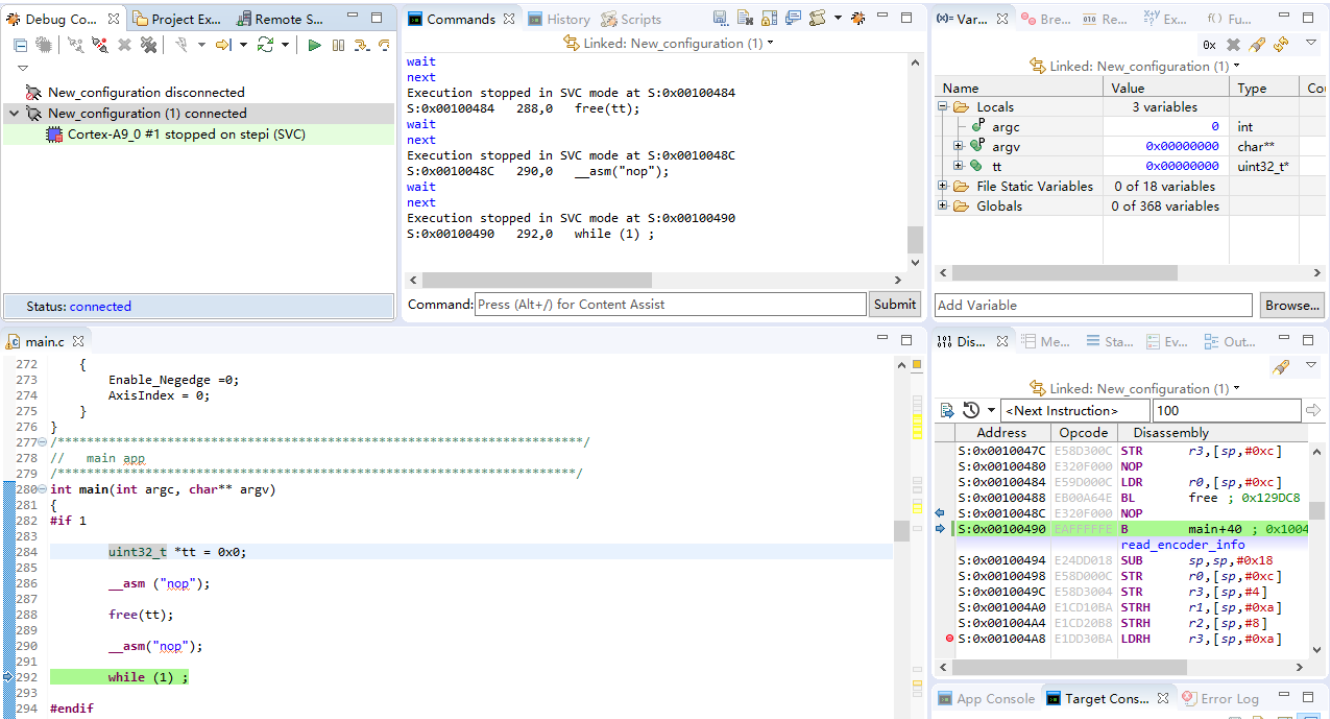 Debug Co...
Project Ex...
Remote S...
New_configuration disconnected
New_configuration (1) connected
Cortex-A9_0 #1 stopped on stepi (SVC)
Status: connected
Commands
History
Scripts
Linked: New_configuration (1)
wait
next
Execution stopped in SVC mode at S:0x00100484
S:0x00100484 288,0 free(tt);
wait
next
Execution stopped in SVC mode at S:0x0010048C
S:0x0010048C 290,0 __asm("nop");
wait
next
Execution stopped in SVC mode at S:0x00100490
S:0x00100490 292,0 while (1) ;
Command: Press (Alt+/) for Content Assist
Submit
(x)= Var...
Bre...
Re...
Ex...
f() Fu...
0x
Linked: New_configuration (1)
Name Value Type Cou
Locals 3 variables
argc 0 int
argv 0x00000000 char**
tt 0x00000000 uint32_t*
File Static Variables 0 of 18 variables
Globals 0 of 368 variables
Add Variable
Browse...
main.c
272 {
273 Enable_Negedge =0;
274 AxisIndex = 0;
275 }
276 }
277 /************************************************************************/
278 // main app
279 /***********************************************************************/
280 int main(int argc, char** argv)
281 {
282 #if 1
283
284 uint32_t *tt = 0x0;
285
286 __asm ("nop");
287
288 free(tt);
289
290 __asm("nop");
291
292 while (1) ;
293
294 #endif
Dis...
Me...
Sta...
Ev...
Out...
Linked: New_configuration (1)
<Next Instruction>
100
Address Opcode Disassembly
S:0x0010047C E58D300C STR r3,[sp,#0xc]
S:0x00100480 E320F000 NOP
S:0x00100484 E59D000C LDR r0,[sp,#0xc]
S:0x00100488 EB00A64E BL free ; 0x129DC8
S:0x0010048C E320F000 NOP
S:0x00100490 EAFFFFFE B main+40 ; 0x1004
read_encoder_info
S:0x00100494 E24DD018 SUB sp,sp,#0x18
S:0x00100498 E58D000C STR r0,[sp,#0xc]
S:0x0010049C E58D3004 STR r3,[sp,#4]
S:0x001004A0 E1CD10BA STRH r1,[sp,#0xa]
S:0x001004A4 E1CD20B8 STRH r2,[sp,#8]
S:0x001004A8 E1DD30BA LDRH r3,[sp,#0xa]
App Console
Target Cons...
Error Log